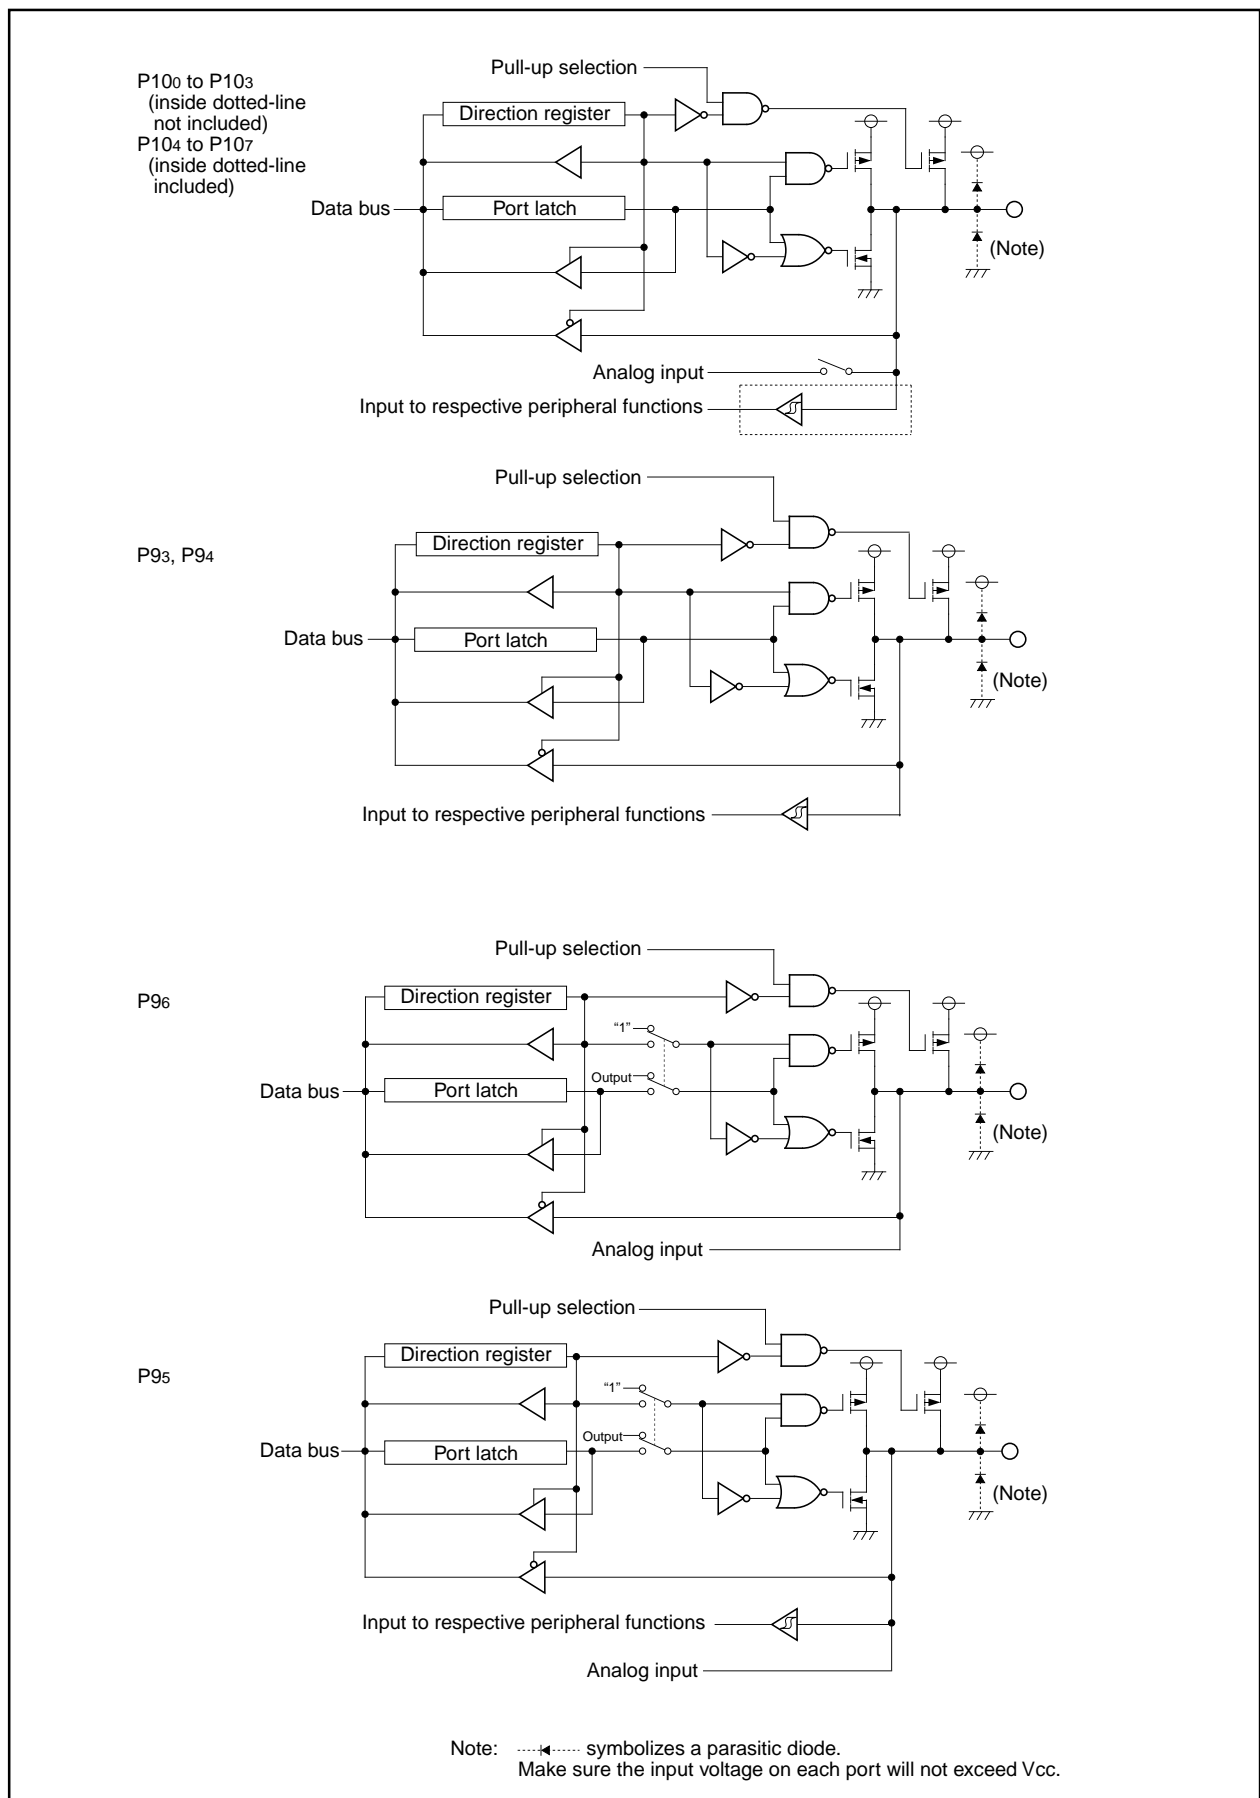 P100 to P103
(inside dotted-line
not included)
P104 to P107
(inside dotted-line
included)
Pull-up selection
Direction register
Data bus
Port latch
(Note)
Analog input
Input to respective peripheral functions
P93, P94
Pull-up selection
Direction register
Data bus
Port latch
(Note)
Input to respective peripheral functions
P96
Pull-up selection
Direction register
“1”
Output
Data bus
Port latch
(Note)
Analog input
P95
Pull-up selection
Direction register
“1”
Output
Data bus
Port latch
(Note)
Input to respective peripheral functions
Analog input
Note: symbolizes a parasitic diode.
Make sure the input voltage on each port will not exceed Vcc.